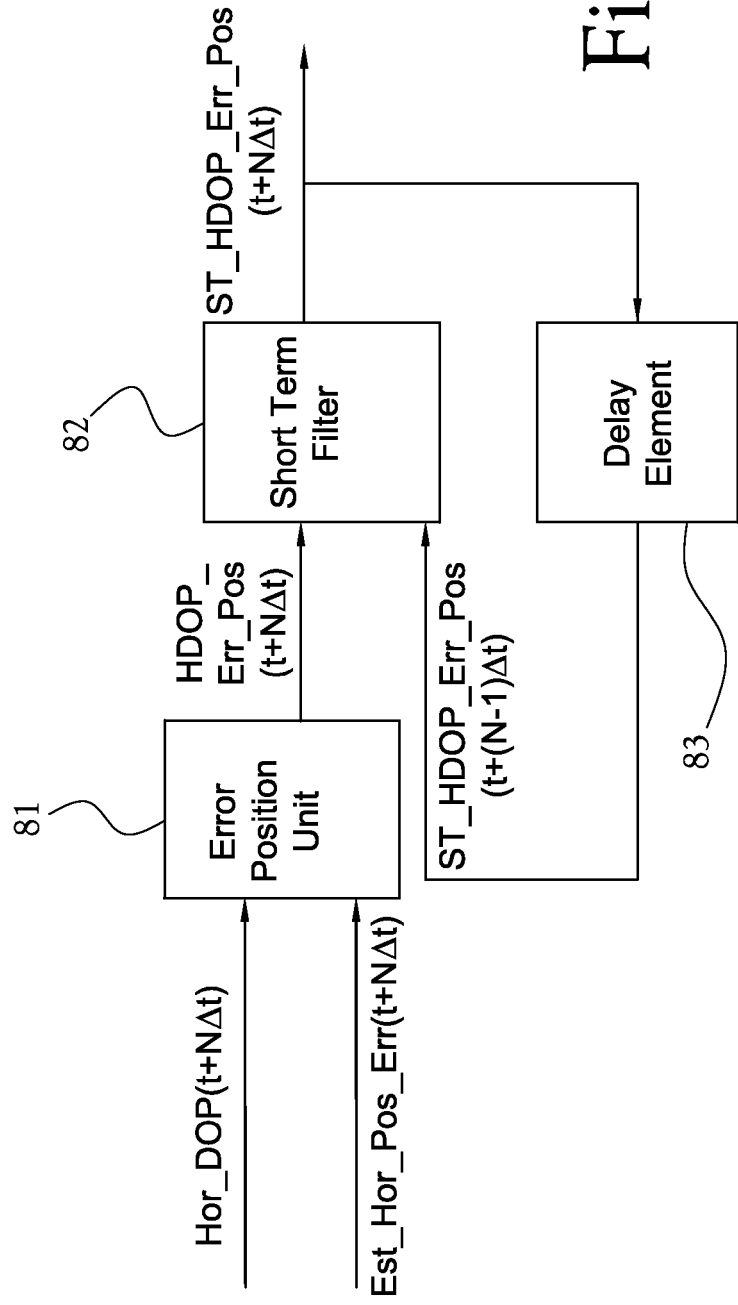 81
82
Hor_DOP(t+NΔt)
Est_Hor_Pos_Err(t+NΔt)
Error
Position
Unit
HDOP_
Err_Pos
(t+NΔt)
Short Term
Filter
ST_HDOP_Err_Pos
(t+NΔt)
ST_HDOP_Err_Pos
(t+(N-1)Δt)
Delay
Element
83
Fi